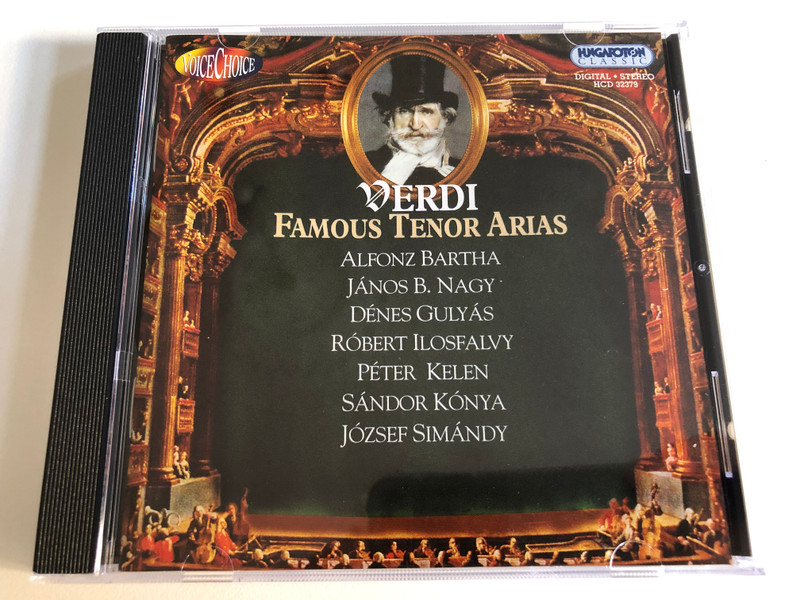 VOICECHOICE
HUNGAROTON
CLASSIC
DIGITAL • STEREO
HCD 32379
VERDI
FAMOUS TENOR ARIAS
ALFONZ BARTHA
JÁNOS B. NAGY
DÉNES GULYÁS
RÓBERT ILOSFALVY
PÉTER KELEN
SÁNDOR KÓNYA
JÓZSEF SIMÁNDY